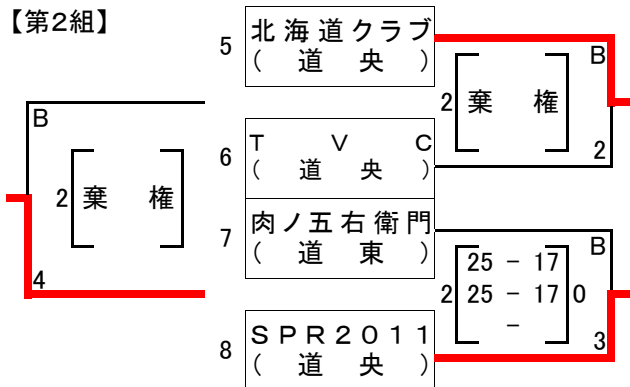 【第2組】
5
北海道クラブ
(道央)
B
2 棄権
2
6
TVC
(道央)
B
2 棄権
4
7
肉ノ五右衛門
(道東)
B
25 - 17
2 25 - 17 0
-
3
8
SPR2011
(道央)